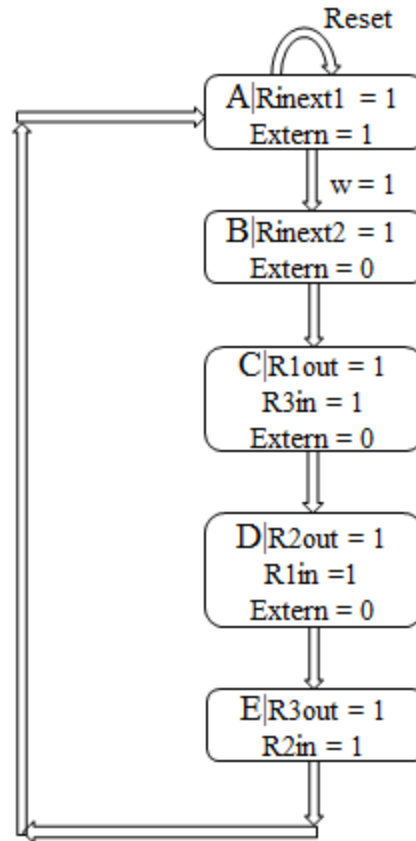 Reset
A|Rinext1 = 1
Extern = 1
w = 1
B|Rinext2 = 1
Extern = 0
C|R1out = 1
R3in = 1
Extern = 0
D|R2out = 1
R1in =1
Extern = 0
E|R3out = 1
R2in = 1